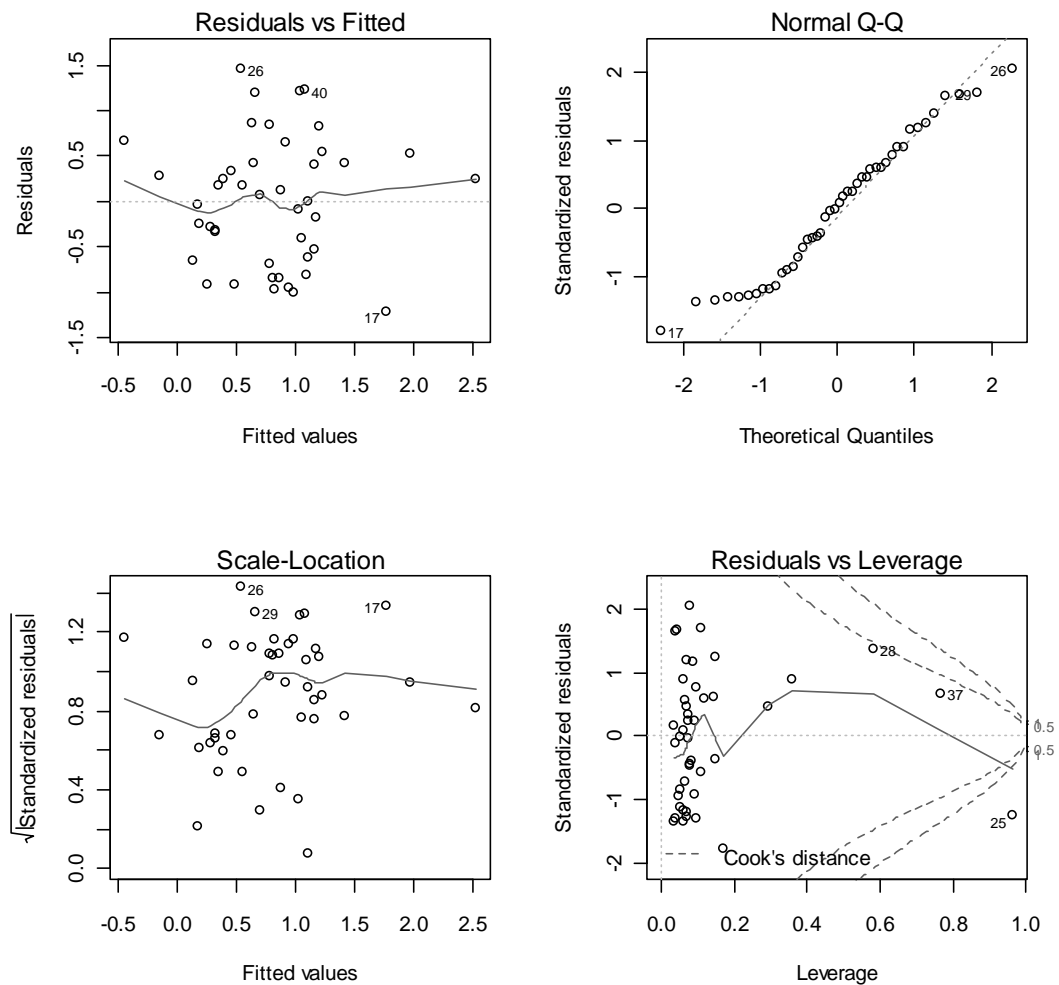 Residuals vs Fitted
1.5
0.5
-0.5
-1.5
Residuals
26
40
17
-0.5 0.0 0.5 1.0 1.5 2.0 2.5
Fitted values
Normal Q-Q
2
1
0
-1
Standardized residuals
26
29
17
-2 -1 0 1 2
Theoretical Quantiles
Scale-Location
1.2
0.8
0.4
0.0
√|Standardized residuals|
26
29
17
-0.5 0.0 0.5 1.0 1.5 2.0 2.5
Fitted values
Residuals vs Leverage
2
1
0
-1
-2
Standardized residuals
28
37
25
1
0.5
0.5
1
Cook's distance
0.0 0.2 0.4 0.6 0.8 1.0
Leverage